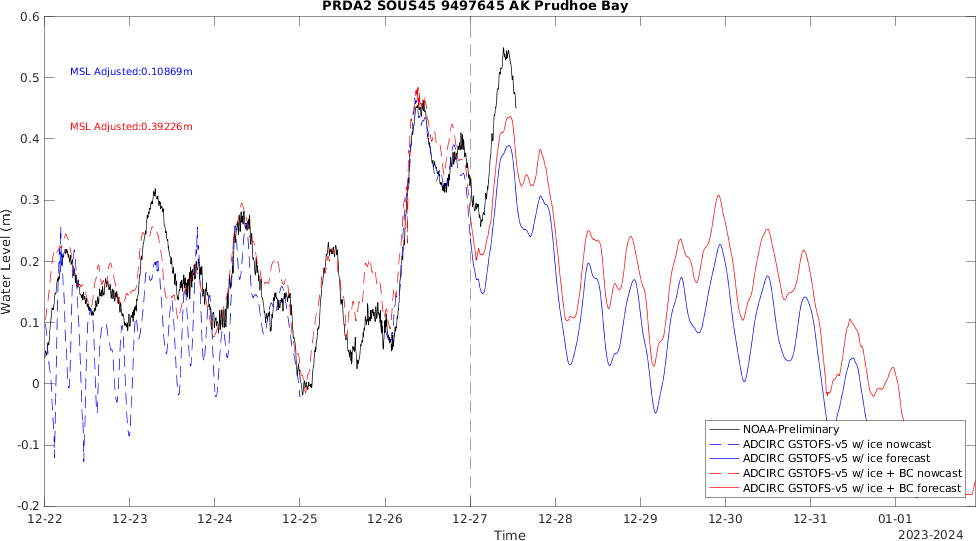 PRDA2 SOUS45 9497645 AK Prudhoe Bay
0.6
0.5
0.4
0.3
0.2
0.1
0
-0.1
-0.2
Water Level (m)
MSL Adjusted:0.10869m
MSL Adjusted:0.39226m
NOAA-Preliminary
ADCIRC GSTOFS-v5 w/ ice nowcast
ADCIRC GSTOFS-v5 w/ ice forecast
ADCIRC GSTOFS-v5 w/ ice + BC nowcast
ADCIRC GSTOFS-v5 w/ ice + BC forecast
12-22 12-23 12-24 12-25 12-26 12-27 12-28 12-29 12-30 12-31 01-01
Time
2023-2024